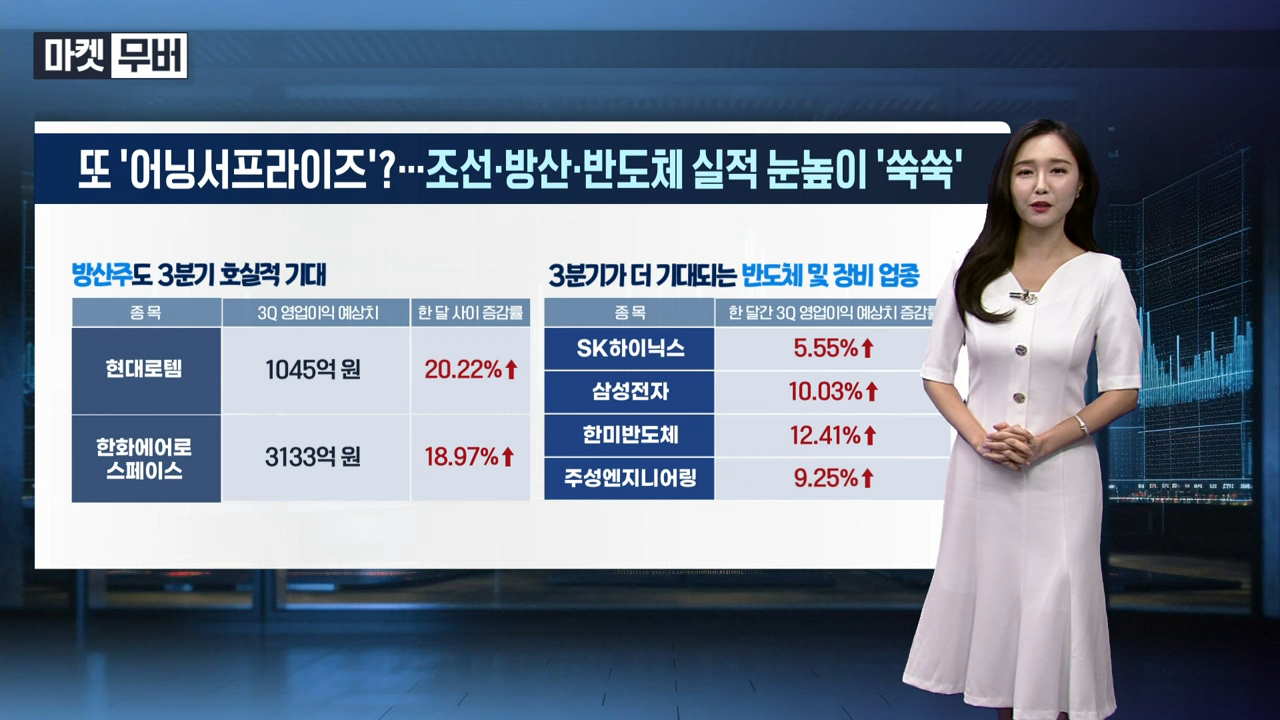 마켓 무버
또 '어닝서프라이즈'?…조선·방산·반도체 실적 눈높이 '쑥쑥'
방산주도 3분기 호실적 기대
종목 3Q 영업이익 예상치 한 달 사이 증감률
현대로템 1045억 원 20.22%⬆
한화에어로
스페이스 3133억 원 18.97%⬆
3분기가 더 기대되는 반도체 및 장비 업종
종목 한 달간 3Q 영업이익 예상치 증감률
SK하이닉스 5.55%⬆
삼성전자 10.03%⬆
한미반도체 12.41%⬆
주성엔지니어링 9.25%⬆